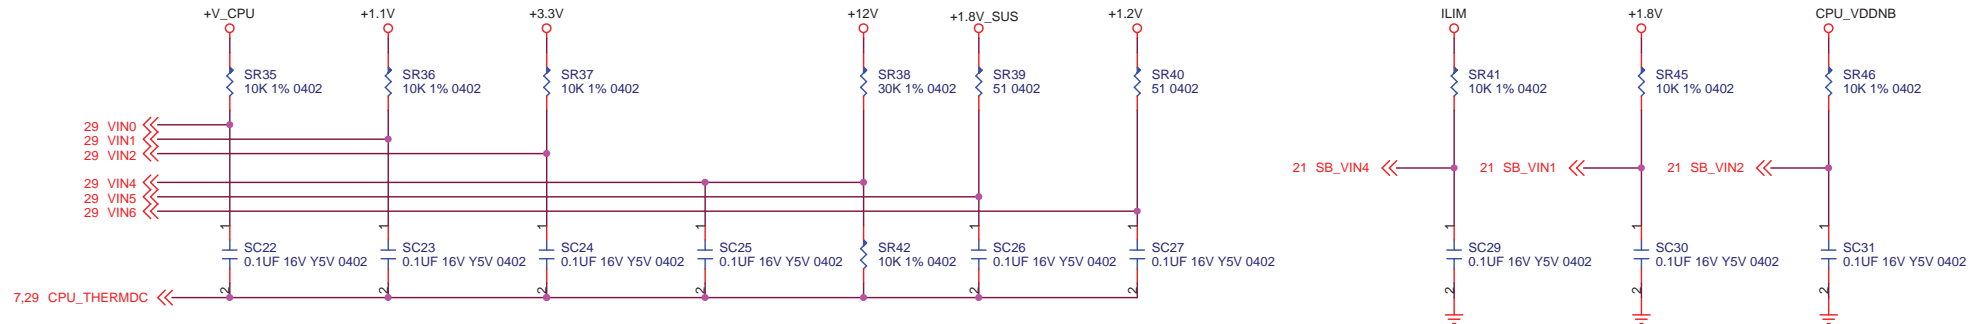 +V_CPU
+1.1V
+3.3V
+12V
+1.8V_SUS
+1.2V
ILIM
+1.8V
CPU_VDDNB
SR35
10K 1% 0402
SR36
10K 1% 0402
SR37
10K 1% 0402
SR38
30K 1% 0402
SR39
51 0402
SR40
51 0402
SR41
10K 1% 0402
SR45
10K 1% 0402
SR46
10K 1% 0402
29 VIN0
29 VIN1
29 VIN2
29 VIN4
29 VIN5
29 VIN6
21 SB_VIN4
21 SB_VIN1
21 SB_VIN2
1
1
1
1
1
1
1
1
1
SC22
0.1UF 16V Y5V 0402
SC23
0.1UF 16V Y5V 0402
SC24
0.1UF 16V Y5V 0402
SC25
0.1UF 16V Y5V 0402
SR42
10K 1% 0402
SC26
0.1UF 16V Y5V 0402
SC27
0.1UF 16V Y5V 0402
SC29
0.1UF 16V Y5V 0402
SC30
0.1UF 16V Y5V 0402
SC31
0.1UF 16V Y5V 0402
2
2
2
2
2
2
2
2
2
7,29 CPU_THERMDC